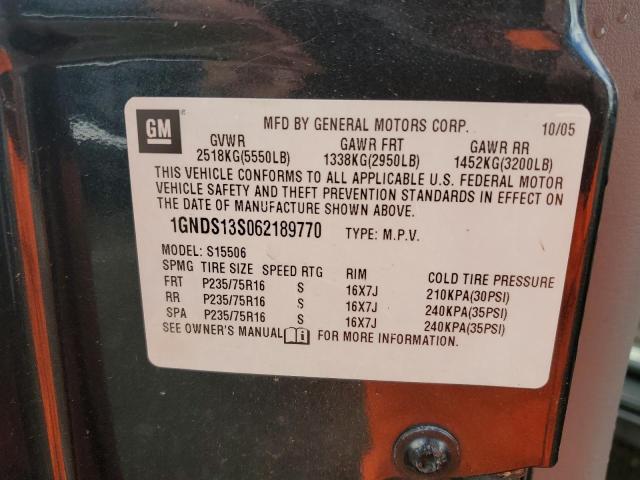 GM
MFD BY GENERAL MOTORS CORP. 10/05
GVWR GAWR FRT GAWR RR
2518KG(5550LB) 1338KG(2950LB) 1452KG(3200LB)
THIS VEHICLE CONFORMS TO ALL APPLICABLE U.S. FEDERAL MOTOR
VEHICLE SAFETY AND THEFT PREVENTION STANDARDS IN EFFECT ON
THE DATE OF MANUFACTURE SHOWN ABOVE.
1GNDS13S062189770 TYPE: M.P.V.
MODEL: S15506
SPMG TIRE SIZE SPEED RTG RIM COLD TIRE PRESSURE
FRT P235/75R16 S 16X7J 210KPA(30PSI)
RR P235/75R16 S 16X7J 240KPA(35PSI)
SPA P235/75R16 S 16X7J 240KPA(35PSI)
SEE OWNER'S MANUAL FOR MORE INFORMATION.